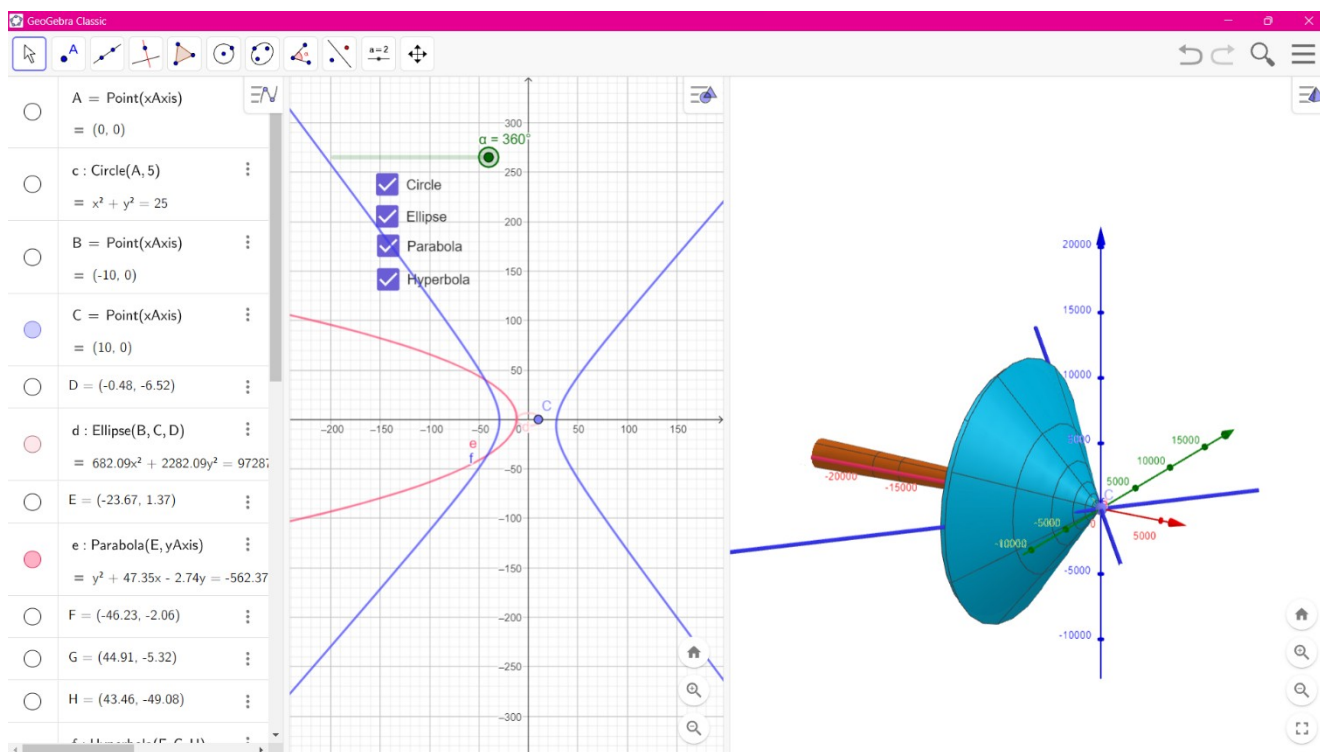 GeoGebra Classic
A
a=2
A = Point(xAxis)
= (0, 0)
c : Circle(A, 5)
= x² + y² = 25
B = Point(xAxis)
= (-10, 0)
C = Point(xAxis)
= (10, 0)
D = (-0.48, -6.52)
d : Ellipse(B, C, D)
= 682.09x² + 2282.09y² =
E = (-23.67, 1.37)
e : Parabola(E, yAxis)
= y² + 47.35x - 2.74y = -562.37
F = (-46.23, -2.06)
G = (44.91, -5.32)
H = (43.46, -49.08)
α = 360°
Circle
Ellipse
Parabola
Hyperbola
300
250
200
150
100
50
-50
-100
-150
-200
-250
-300
-200
-150
-100
-50
50
100
150
C
e
f
20000
15000
10000
5000
-5000
-10000
-20000
-15000
5000
-10000
-5000
5000
10000
15000
C
0